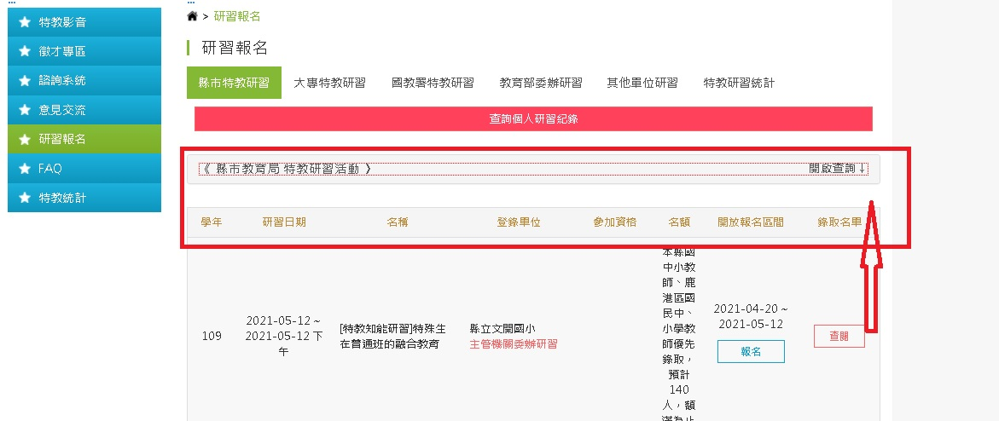 特教影音
徵才專區
諮詢系統
意見交流
研習報名
FAQ
特教統計
> 研習報名
研習報名
縣市特教研習 大專特教研習 國教署特教研習 教育部委辦研習 其他單位研習 特教研習統計
查詢個人研習紀錄
《 縣市教育局 特教研習活動 》 開啟查詢↓
學年 研習日期 名稱 登錄單位 參加資格 名額 開放報名區間 錄取名單
109
2021-05-12 ~
2021-05-12 下
午
[特教知能研習]特殊生
在普通班的融合教育
縣立文開國小
主管機關委辦研習
本縣國
中小教
師、鹿
港區國
民中、
小學教
師優先
錄取，
預計
140
人，額
滿為止
2021-04-20 ~
2021-05-12
報名
查閱